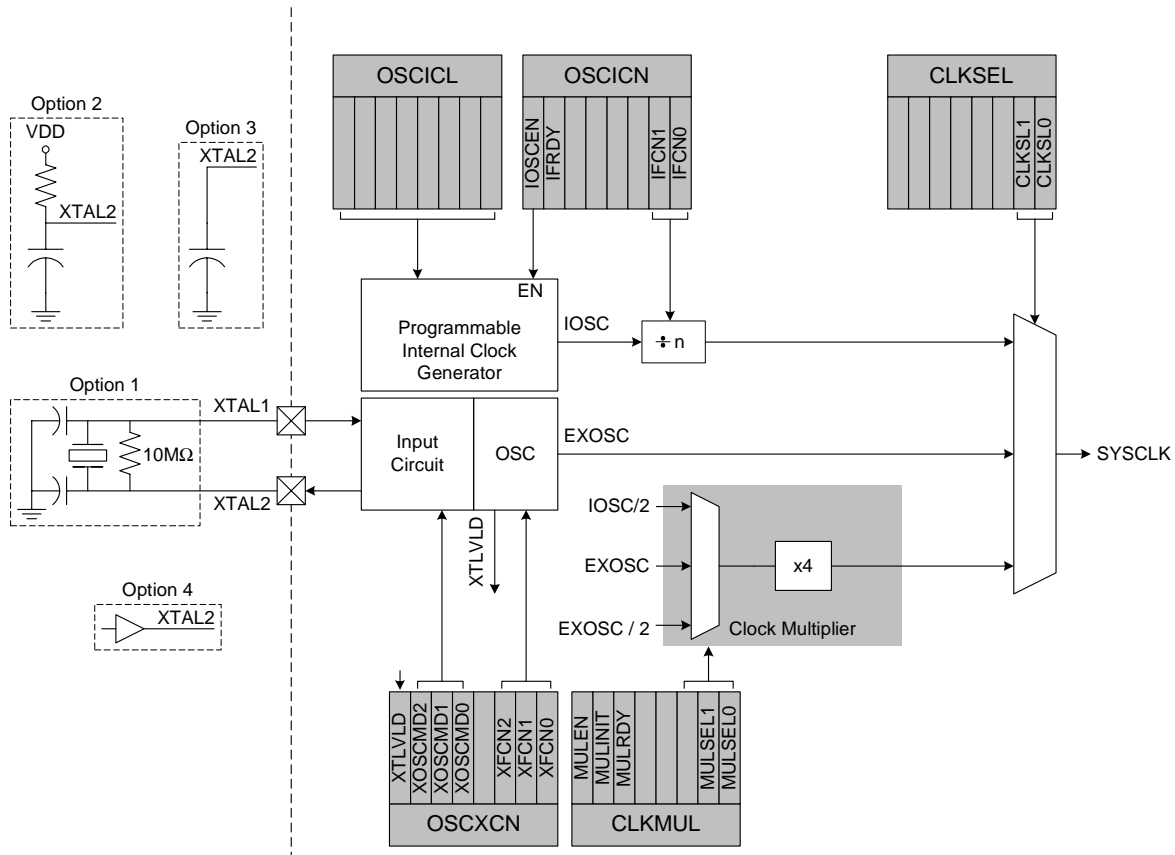 OSCICL
OSCICN
CLKSEL
Option 2
VDD
XTAL2
Option 3
XTAL2
IOSCEN
IFRDY
IFCN1
IFCN0
CLKSL1
CLKSL0
EN
Programmable
Internal Clock
Generator
IOSC
÷ n
Option 1
XTAL1
10MΩ
XTAL2
Input
Circuit
OSC
EXOSC
SYSCLK
XTLVLD
IOSC/2
EXOSC
EXOSC / 2
x4
Clock Multiplier
Option 4
XTAL2
XTLVLD
XOSCMD2
XOSCMD1
XOSCMD0
XFCN2
XFCN1
XFCN0
OSCXCN
MULEN
MULINIT
MULRDY
MULSEL1
MULSEL0
CLKMUL